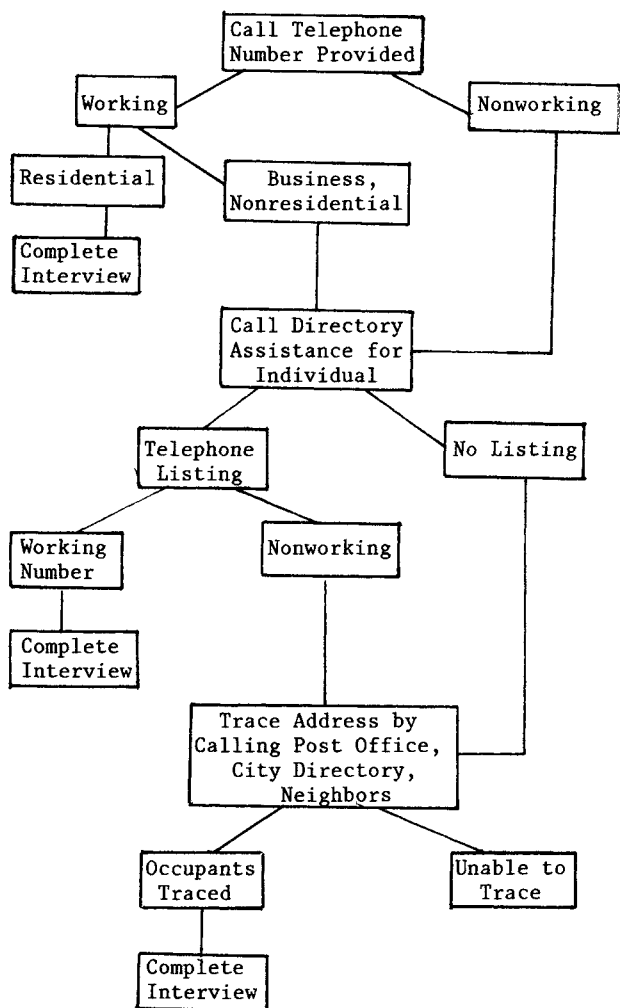 Call Telephone
Number Provided
Working
Nonworking
Residential
Business,
Nonresidential
Complete
Interview
Call Directory
Assistance for
Individual
Telephone
Listing
No Listing
Working
Number
Nonworking
Complete
Interview
Trace Address by
Calling Post Office,
City Directory,
Neighbors
Occupants
Traced
Unable to
Trace
Complete
Interview